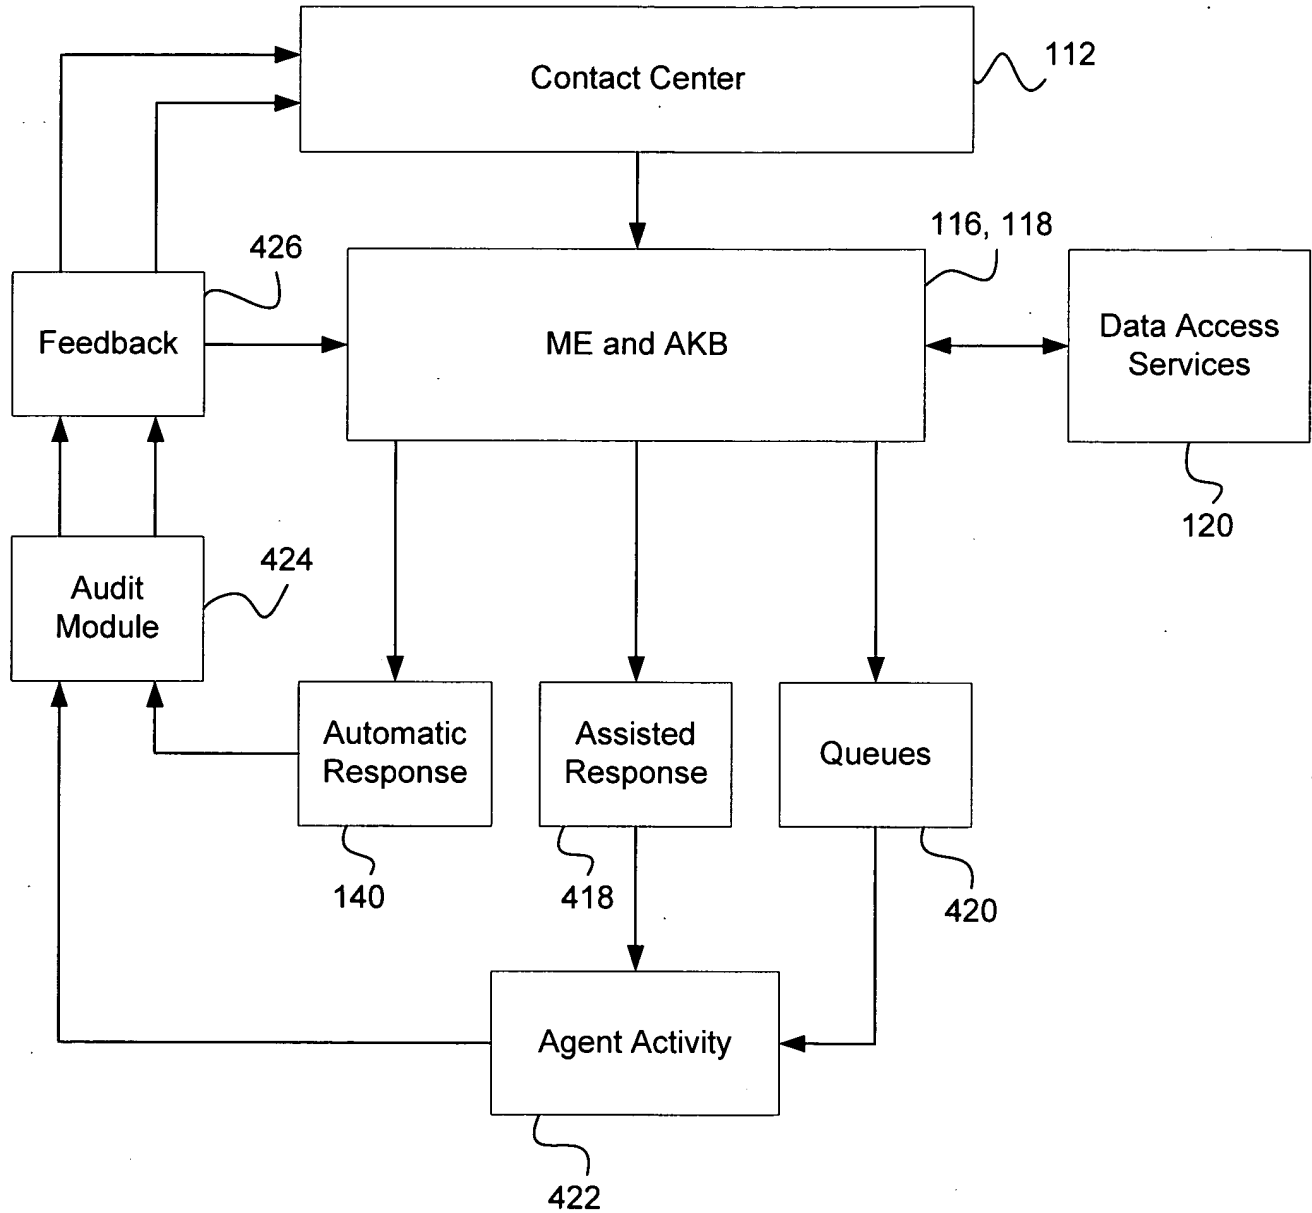 Contact Center
112
116, 118
426
Feedback
ME and AKB
Data Access
Services
120
424
Audit
Module
Automatic
Response
Assisted
Response
Queues
140
418
420
Agent Activity
422